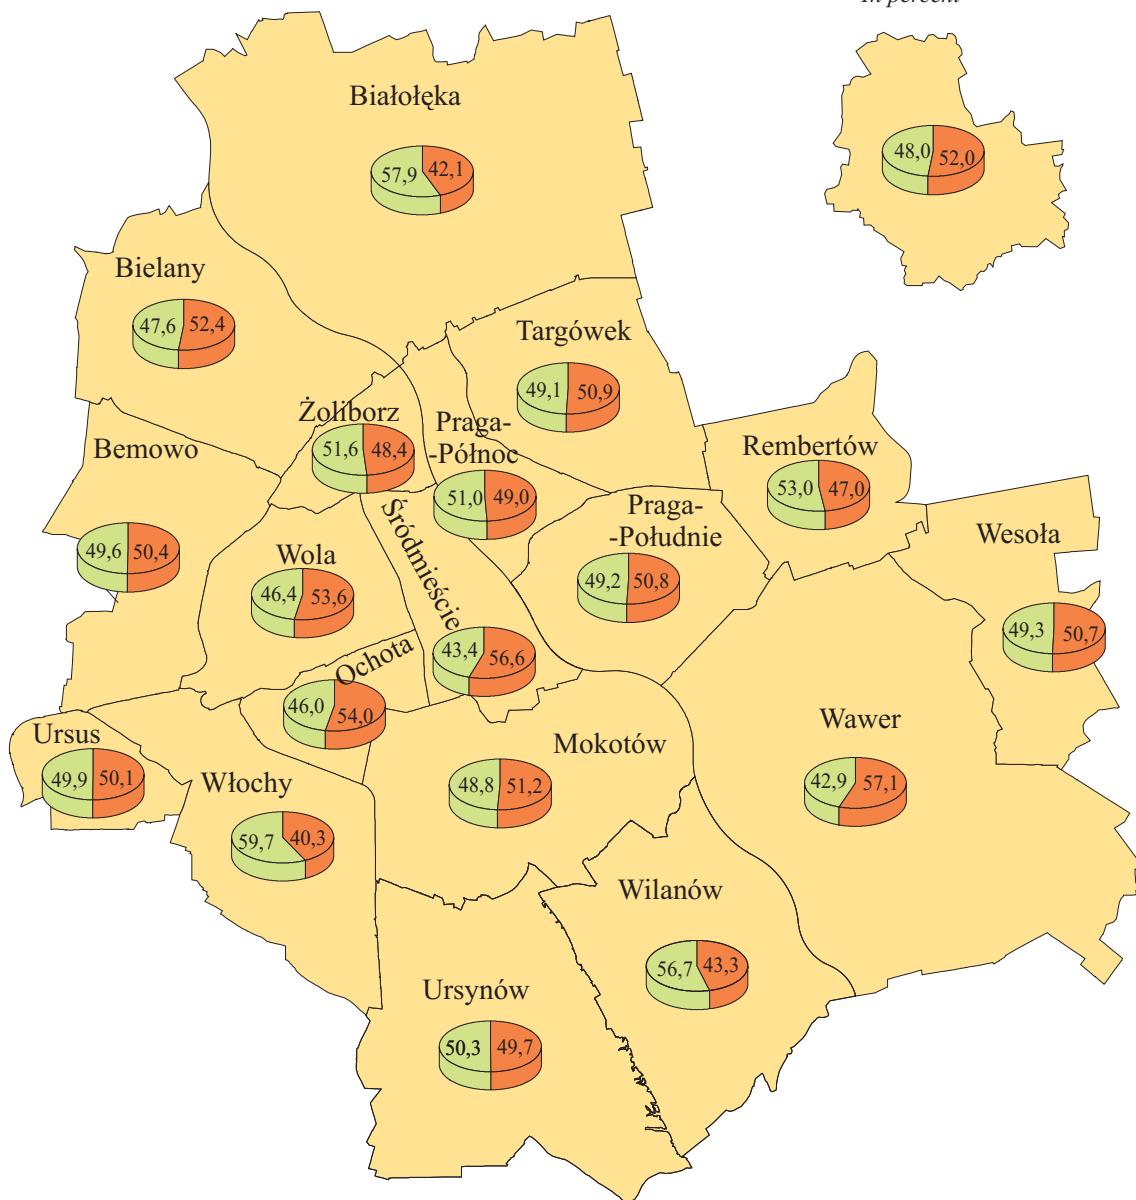 In percent
48,0 52,0
Białołęka
57,9 42,1
Bielany
47,6 52,4
Targówek
49,1 50,9
Żoliborz
51,6 48,4
Praga-
-Północ
51,0 49,0
Rembertów
53,0 47,0
Bemowo
49,6 50,4
Wola
46,4 53,6
Śródmieście
43,4 56,6
Praga-
-Południe
49,2 50,8
Wesoła
49,3 50,7
Ochota
46,0 54,0
Ursus
49,9 50,1
Włochy
59,7 40,3
Mokotów
48,8 51,2
Wawer
42,9 57,1
Wilanów
56,7 43,3
Ursynów
50,3 49,7